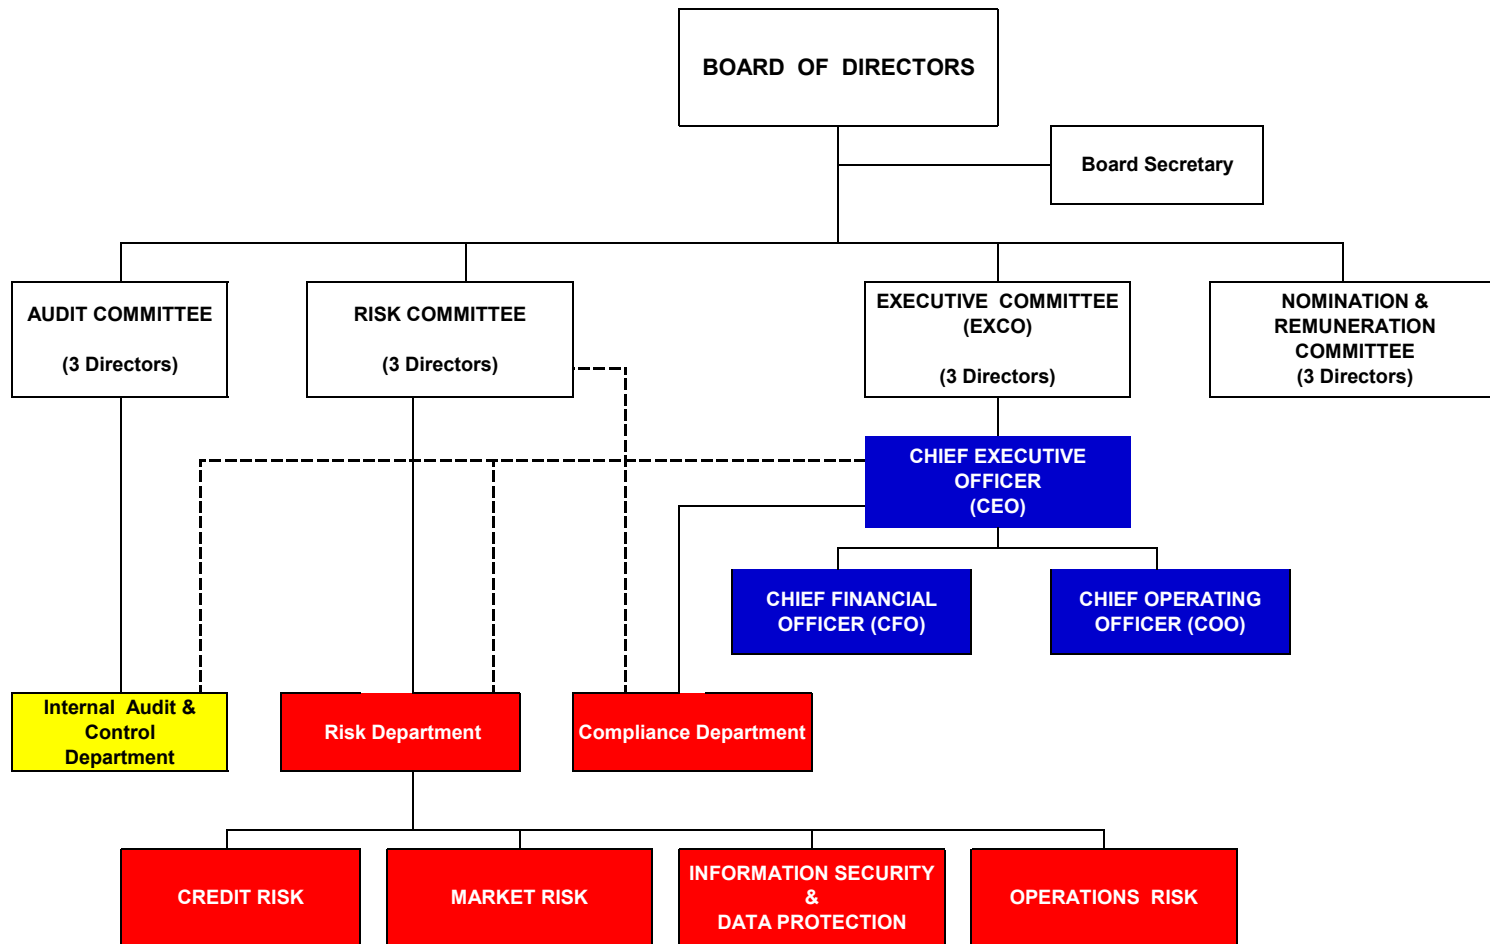 BOARD OF DIRECTORS
Board Secretary
AUDIT COMMITTEE
(3 Directors)
RISK COMMITTEE
(3 Directors)
EXECUTIVE COMMITTEE
(EXCO)
(3 Directors)
NOMINATION &
REMUNERATION
COMMITTEE
(3 Directors)
CHIEF EXECUTIVE
OFFICER
(CEO)
CHIEF FINANCIAL
OFFICER (CFO)
CHIEF OPERATING
OFFICER (COO)
Internal Audit &
Control
Department
Risk Department
Compliance Department
CREDIT RISK
MARKET RISK
INFORMATION SECURITY
&
DATA PROTECTION
OPERATIONS RISK